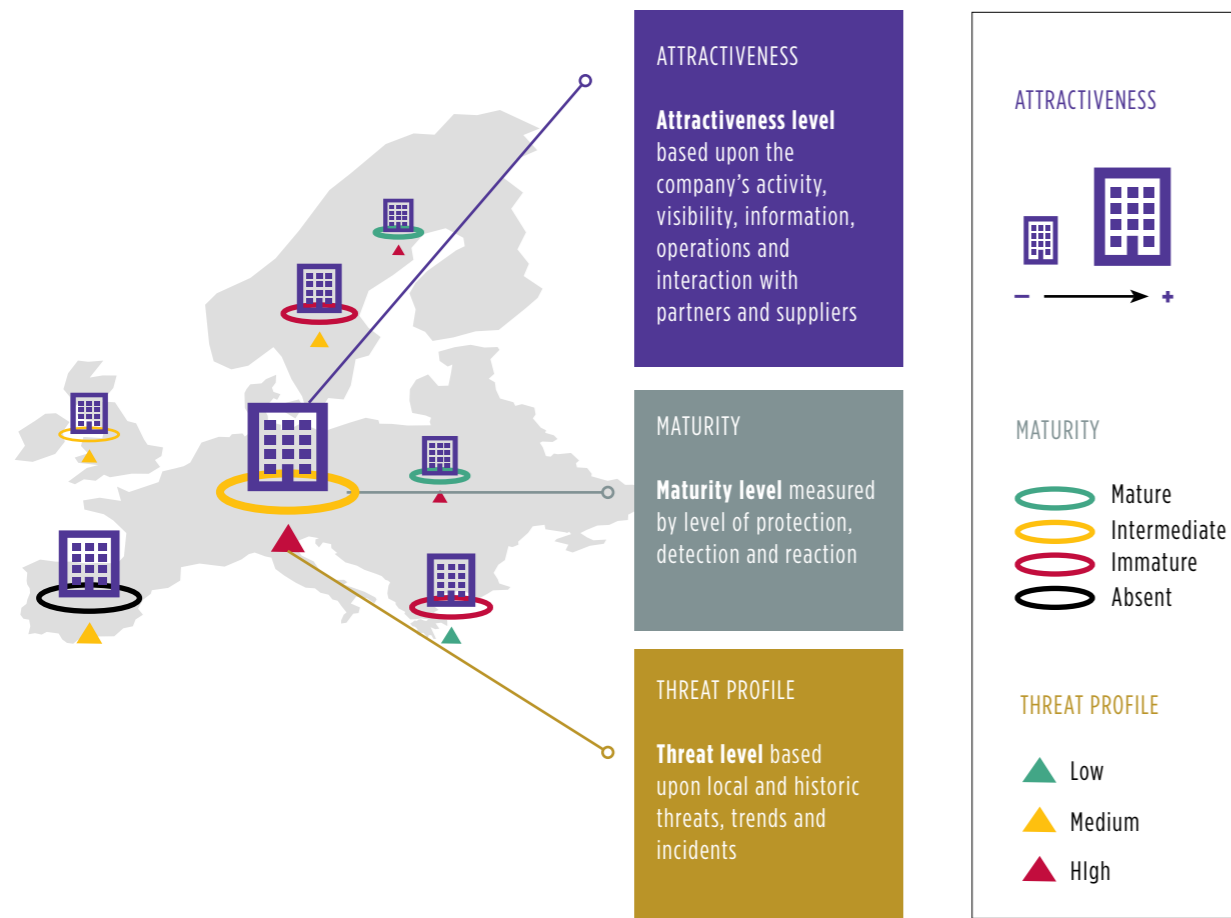 ATTRACTIVENESS
Attractiveness level
based upon the
company’s activity,
visibility, information,
operations and
interaction with
partners and suppliers
MATURITY
Maturity level measured
by level of protection,
detection and reaction
THREAT PROFILE
Threat level based
upon local and historic
threats, trends and
incidents
ATTRACTIVENESS
– +
MATURITY
Mature
Intermediate
Immature
Absent
THREAT PROFILE
Low
Medium
HIgh